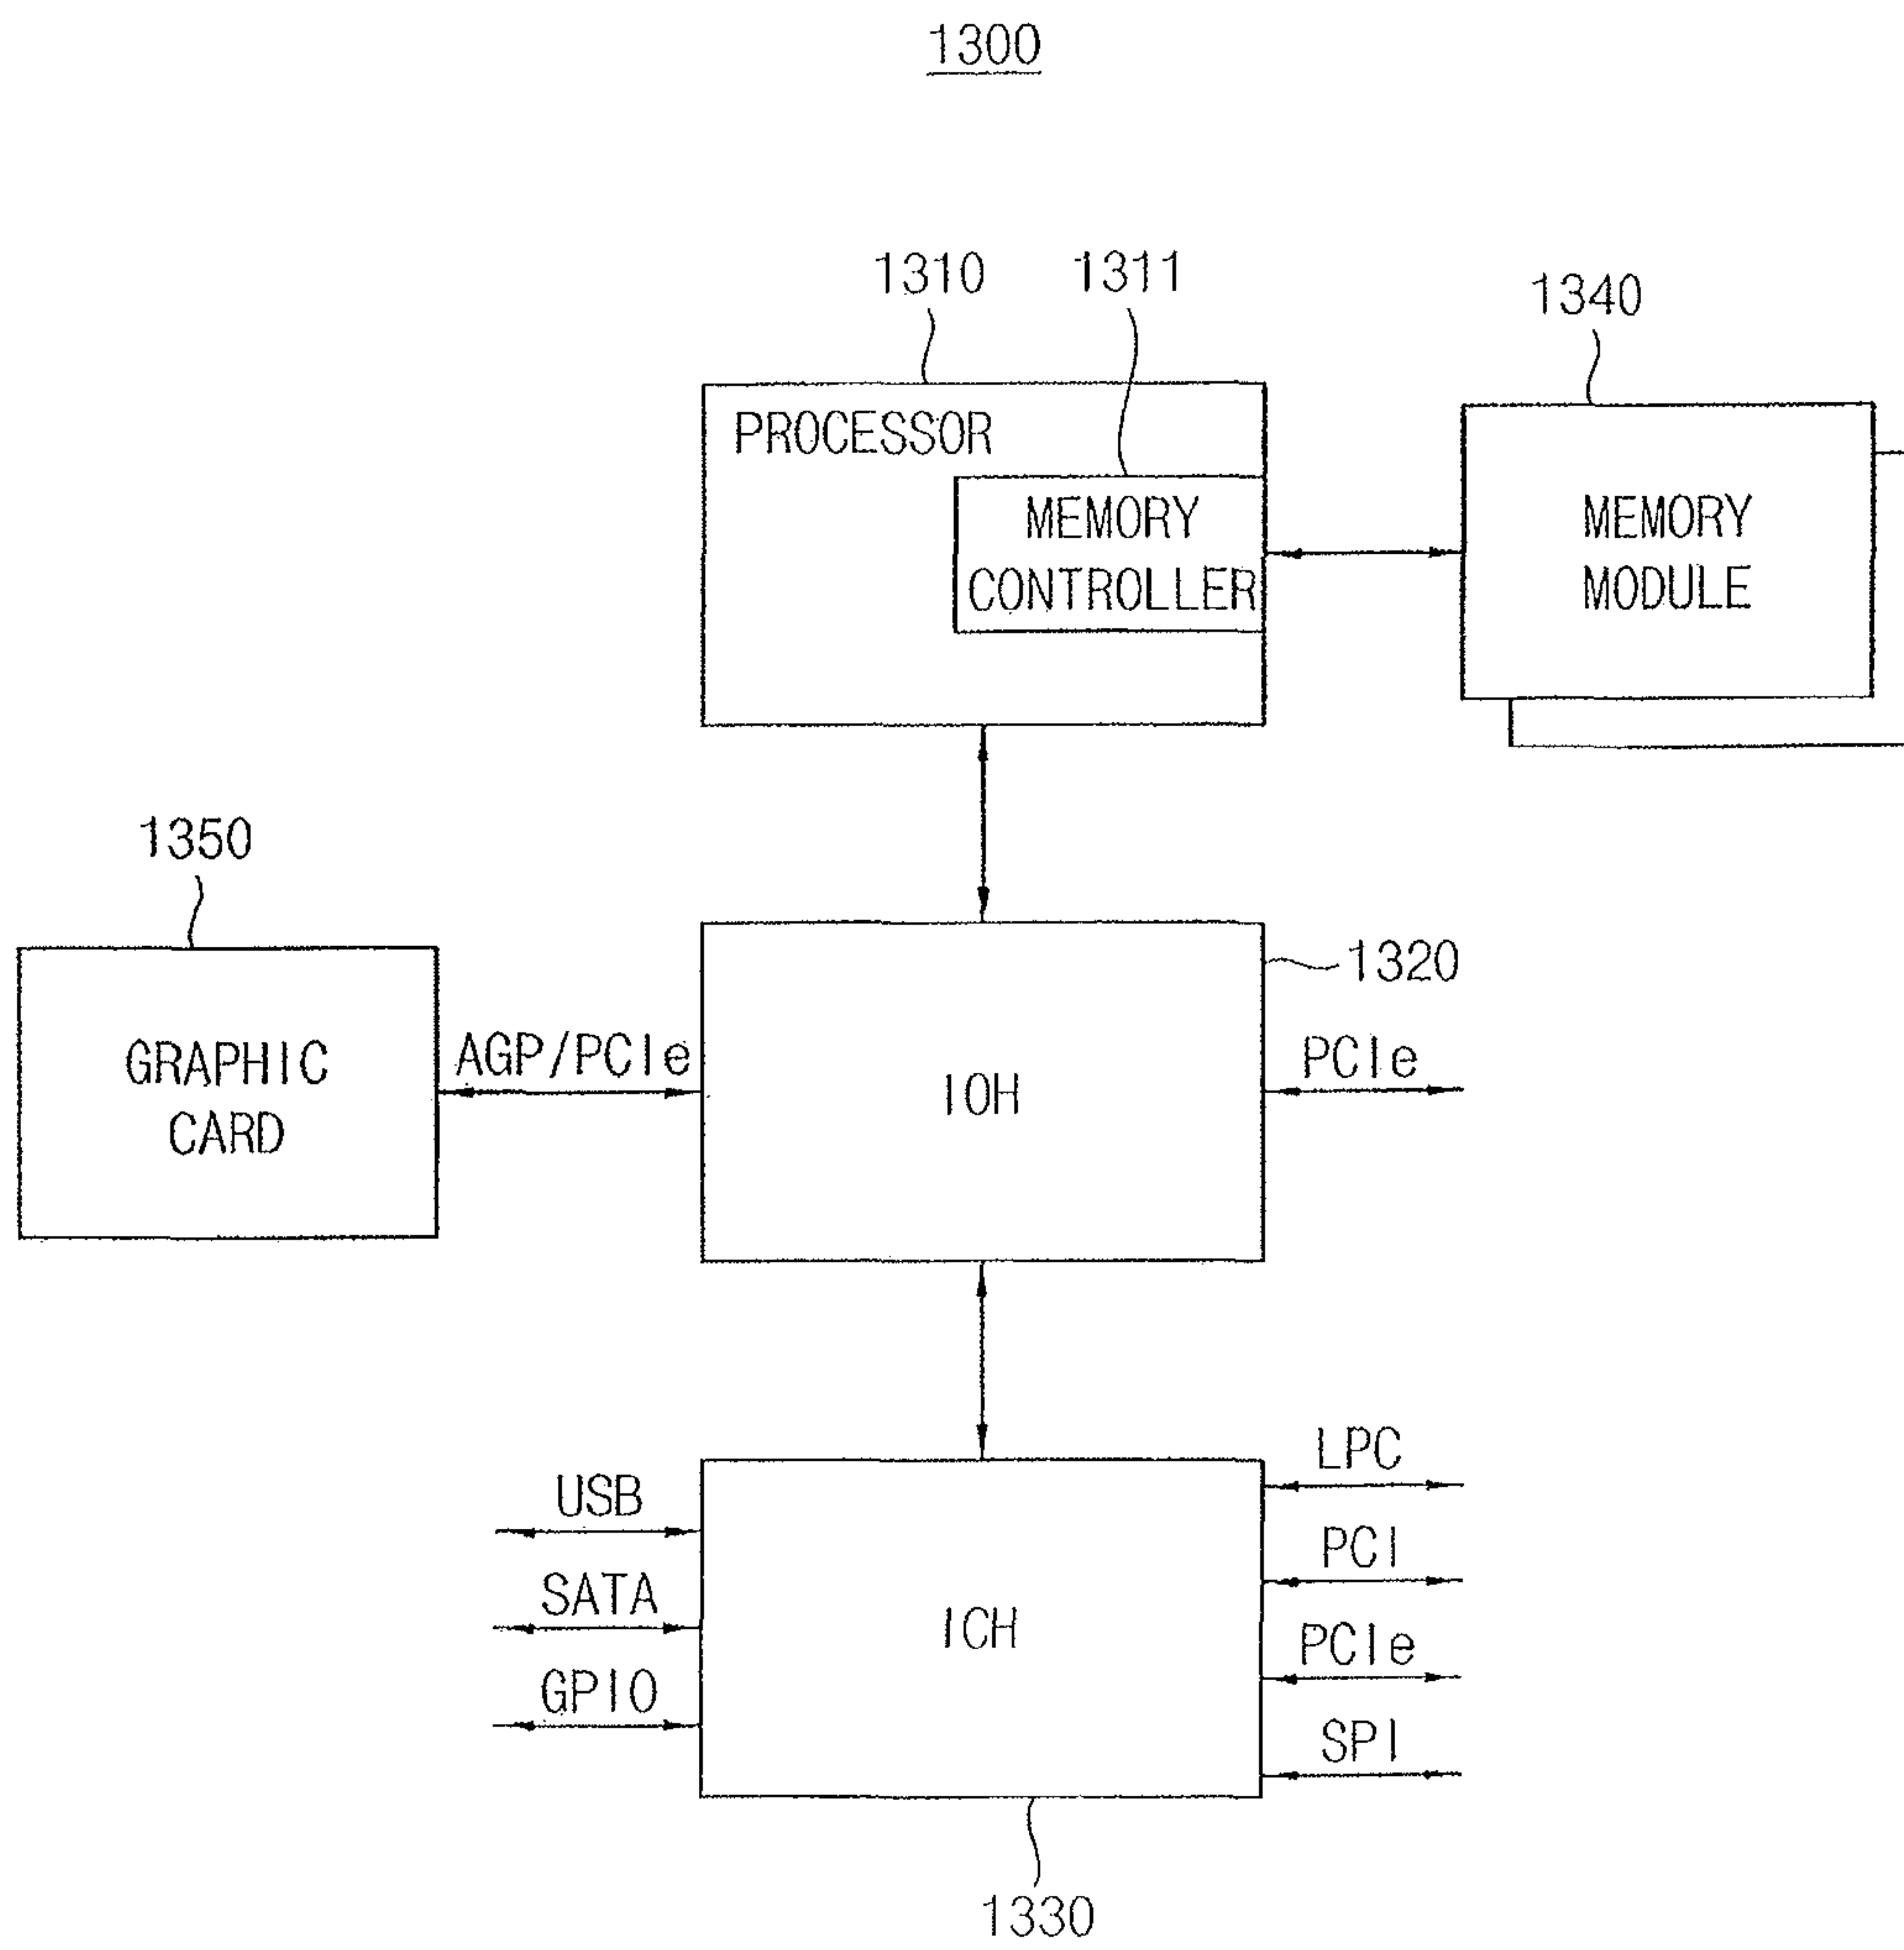 1300
1310
1311
1340
PROCESSOR
MEMORY
CONTROLLER
MEMORY
MODULE
1350
1320
GRAPHIC
CARD
AGP/PCIe
IOH
PCIe
USB
SATA
GPIO
ICH
LPC
PCI
PCIe
SPI
1330